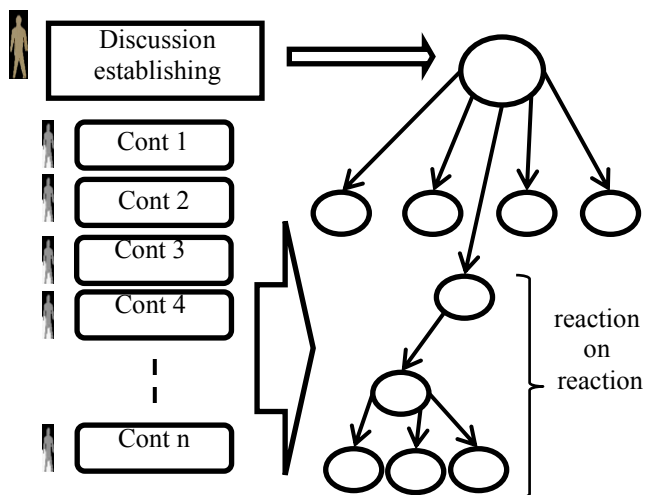 Discussion
establishing
Cont 1
Cont 2
Cont 3
Cont 4
Cont n
reaction
on
reaction